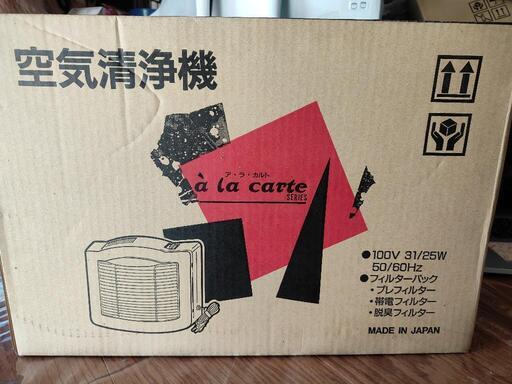 空気清浄機
ア・ラ・カルト
à la carte
SERIES
●100V 31/25W
50/60Hz
●フィルターパック
・プレフィルター
・帯電フィルター
・脱臭フィルター
MADE IN JAPAN